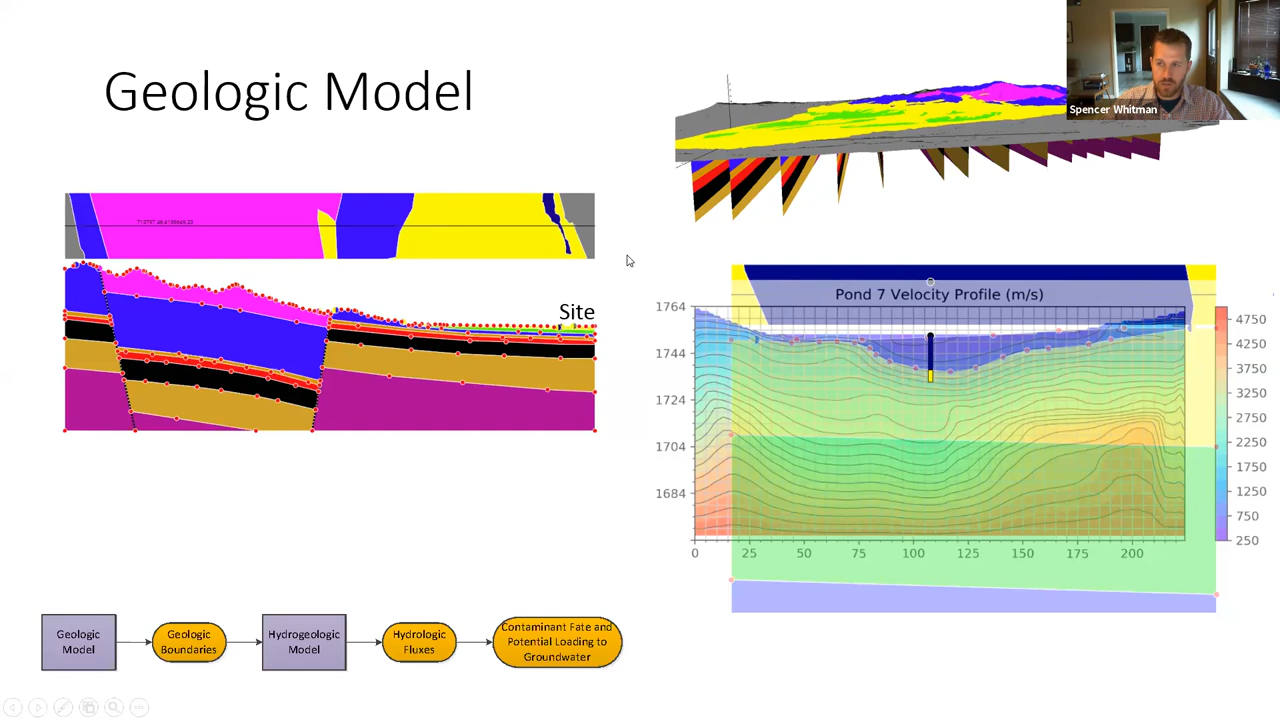 Geologic Model
Spencer Whitman
Site
Pond 7 Velocity Profile (m/s)
1764
1744
1724
1704
1684
0 25 50 75 100 125 150 175 200
4750
4250
3750
3250
2750
2250
1750
1250
750
250
Geologic
Model
Geologic
Boundaries
Hydrogeologic
Model
Hydrologic
Fluxes
Contaminant Fate and
Potential Loading to
Groundwater